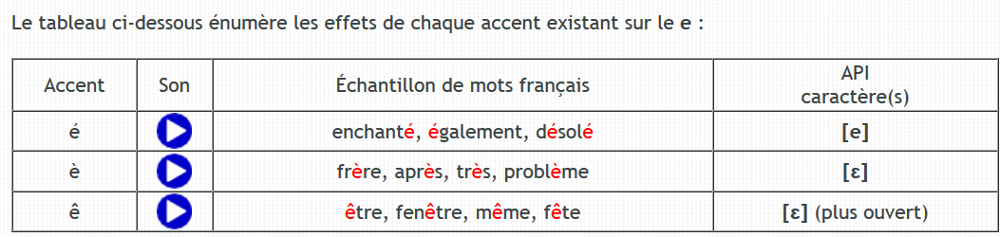 Le tableau ci-dessous énumère les effets de chaque accent existant sur le e :
Accent Son Échantillon de mots français API caractère(s)
é enchanté, également, désolé [e]
è frère, après, très, problème [ɛ]
ê être, fenêtre, même, fête [ɛ] (plus ouvert)